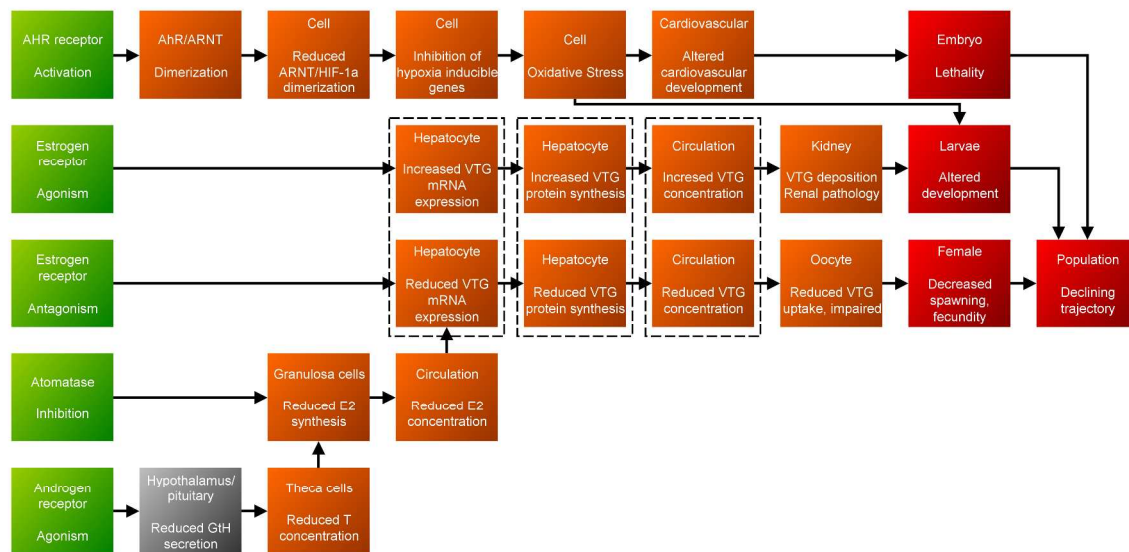 AHR receptor
Activation
AhR/ARNT
Dimerization
Cell
Reduced
ARNT/HIF-1a
dimerization
Cell
Inhibition of
hypoxia inducible
genes
Cell
Oxidative Stress
Cardiovascular
Altered
cardiovascular
development
Embryo
Lethality
Estrogen
receptor
Agonism
Hepatocyte
Increased VTG
mRNA
expression
Hepatocyte
Increased VTG
protein synthesis
Circulation
Incresed VTG
concentration
Kidney
VTG deposition
Renal pathology
Larvae
Altered
development
Estrogen
receptor
Antagonism
Hepatocyte
Reduced VTG
mRNA
expression
Hepatocyte
Reduced VTG
protein synthesis
Circulation
Reduced VTG
concentration
Oocyte
Reduced VTG
uptake, impaired
Female
Decreased
spawning,
fecundity
Population
Declining
trajectory
Atomatase
Inhibition
Granulosa cells
Reduced E2
synthesis
Circulation
Reduced E2
concentration
Androgen
receptor
Agonism
Hypothalamus/
pituitary
Reduced GtH
secretion
Theca cells
Reduced T
concentration